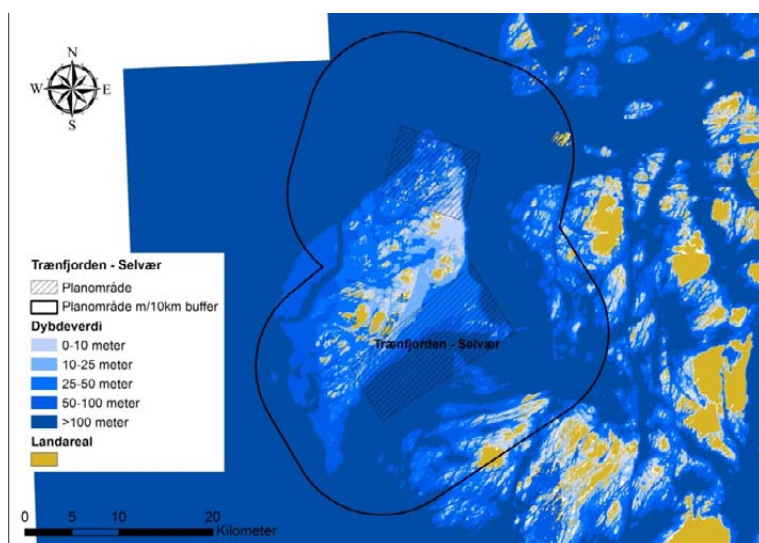 N
W E
S
Trænfjorden - Selvær
Planområde
Planområde m/10km buffer
Dybdeverdi
0-10 meter
10-25 meter
25-50 meter
50-100 meter
>100 meter
Landareal
Trænfjorden - Selvær
0 5 10 20
Kilometer